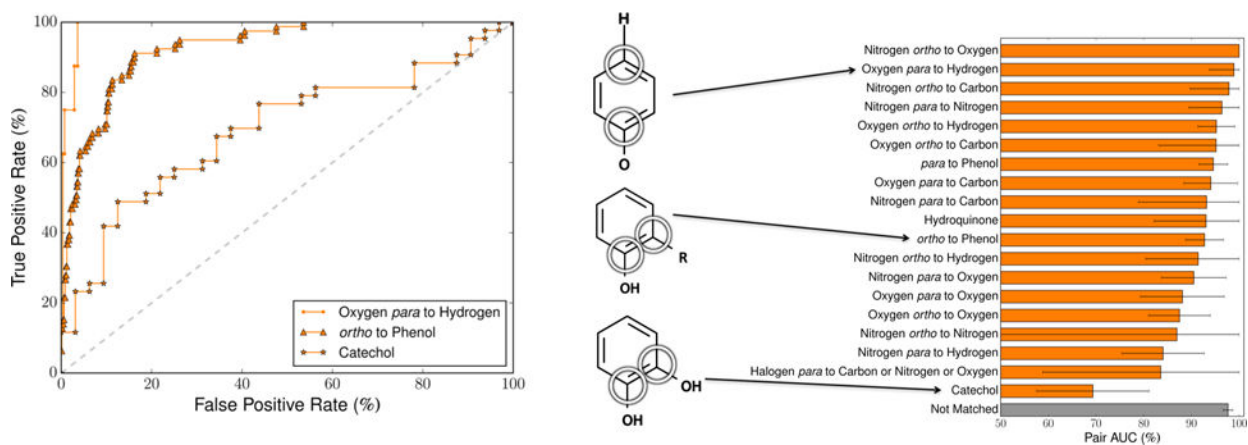 100
80
60
40
20
0
True Positive Rate (%)
0
20
40
60
80
100
False Positive Rate (%)
Oxygen para to Hydrogen
ortho to Phenol
Catechol
H
O
R
OH
OH
OH
Nitrogen ortho to Oxygen
Oxygen para to Hydrogen
Nitrogen ortho to Carbon
Nitrogen para to Nitrogen
Oxygen ortho to Hydrogen
Oxygen ortho to Carbon
para to Phenol
Oxygen para to Carbon
Nitrogen para to Carbon
Hydroquinone
ortho to Phenol
Nitrogen ortho to Hydrogen
Nitrogen para to Oxygen
Oxygen para to Oxygen
Oxygen ortho to Oxygen
Nitrogen ortho to Nitrogen
Nitrogen para to Hydrogen
Halogen para to Carbon or Nitrogen or Oxygen
Catechol
Not Matched
50
60
70
80
90
100
Pair AUC (%)